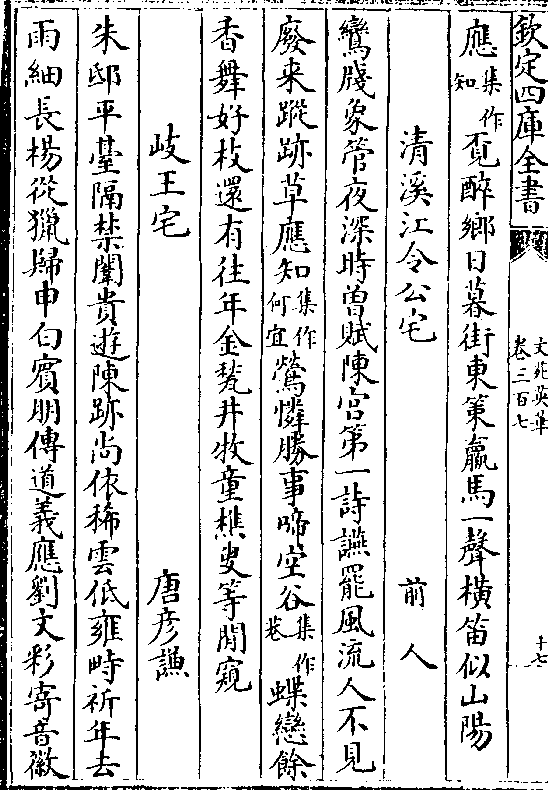 欽定四庫全書
文苑英華
卷三百七
十七
應集作知覓醉鄉日暮街東策羸馬一聲橫笛似山陽
清溪江令公宅 前人
鸞牋象管夜深時曽賦陳宫第一詩讌罷風流人不見
廢来蹤跡草應知集作何宜鶯憐勝事啼空谷集作巷蝶戀餘
香舞好枝還有往年金甃井牧童樵叟等閒窺
歧王宅 唐彦謙
朱邸平臺隔禁闈貴遊陳跡尚依稀雲低雍畤祈年去
雨細長楊從獵歸申白賓朋傳道義應劉文彩寄音徽